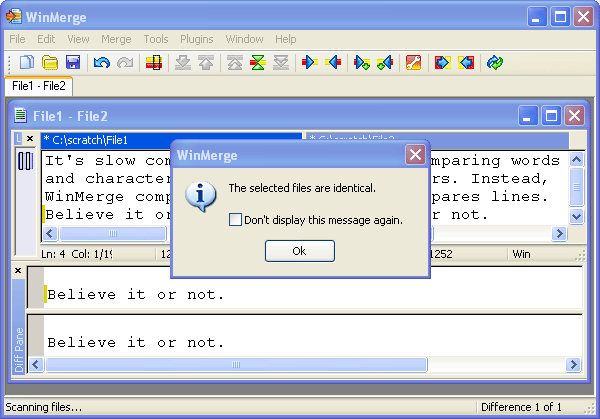 WinMerge
File Edit View Merge Tools Plugins Window Help
File1 - File2
File1 - File2
L
* C:\scratch\File1 * C:\scratch\File2
It's slow com mparing words
and character rs. Instead,
WinMerge comp pares lines.
Believe it or r not.
WinMerge
The selected files are identical.
Don't display this message again.
Ok
Ln: 4 Col: 1/19 12 1252 Win
Believe it or not.
Believe it or not.
Diff Pane
Scanning files... Difference 1 of 1